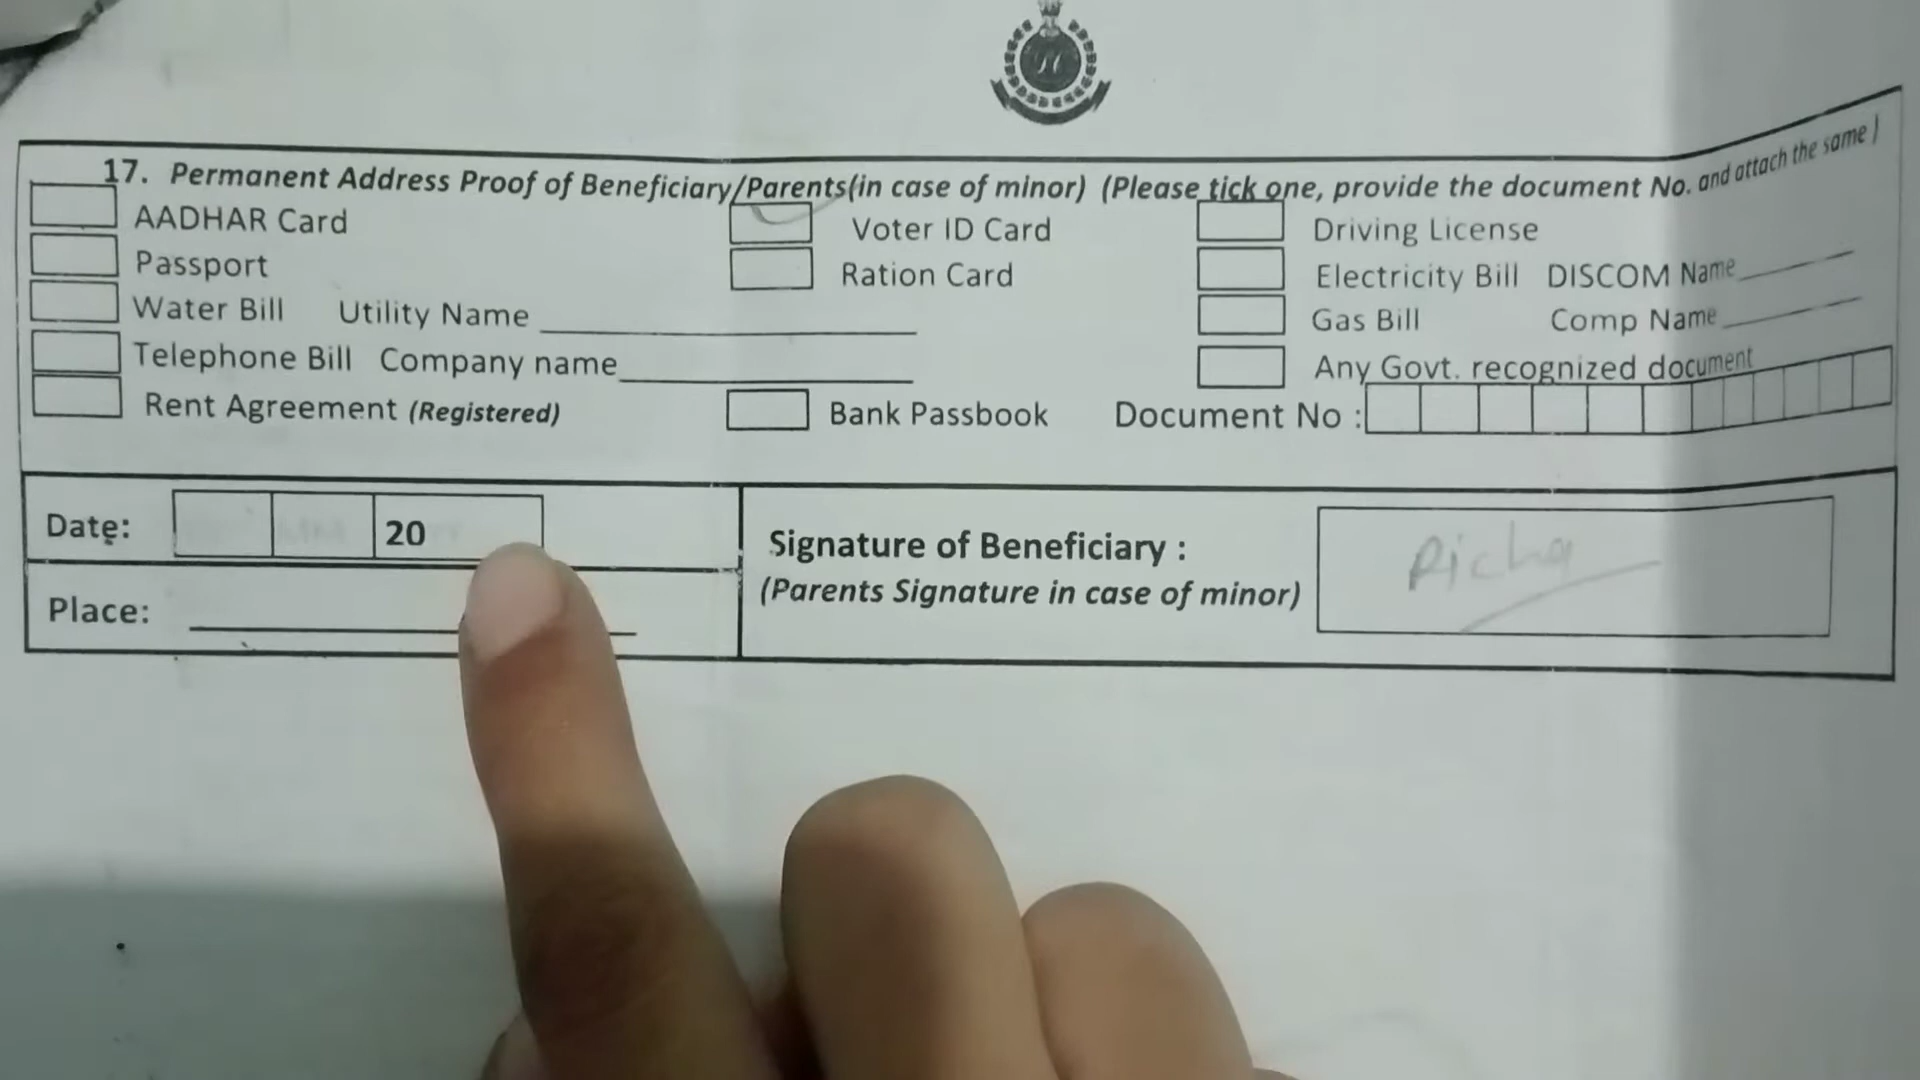 17. Permanent Address Proof of Beneficiary/Parents(in case of minor) (Please tick one, provide the document No. and attach the same )
AADHAR Card Voter ID Card Driving License
Passport Ration Card Electricity Bill DISCOM Name
Water Bill Utility Name Gas Bill Comp Name
Telephone Bill Company name Any Govt. recognized document
Rent Agreement (Registered) Bank Passbook Document No :
Date: 20
Signature of Beneficiary :
(Parents Signature in case of minor)
Richa
Place: